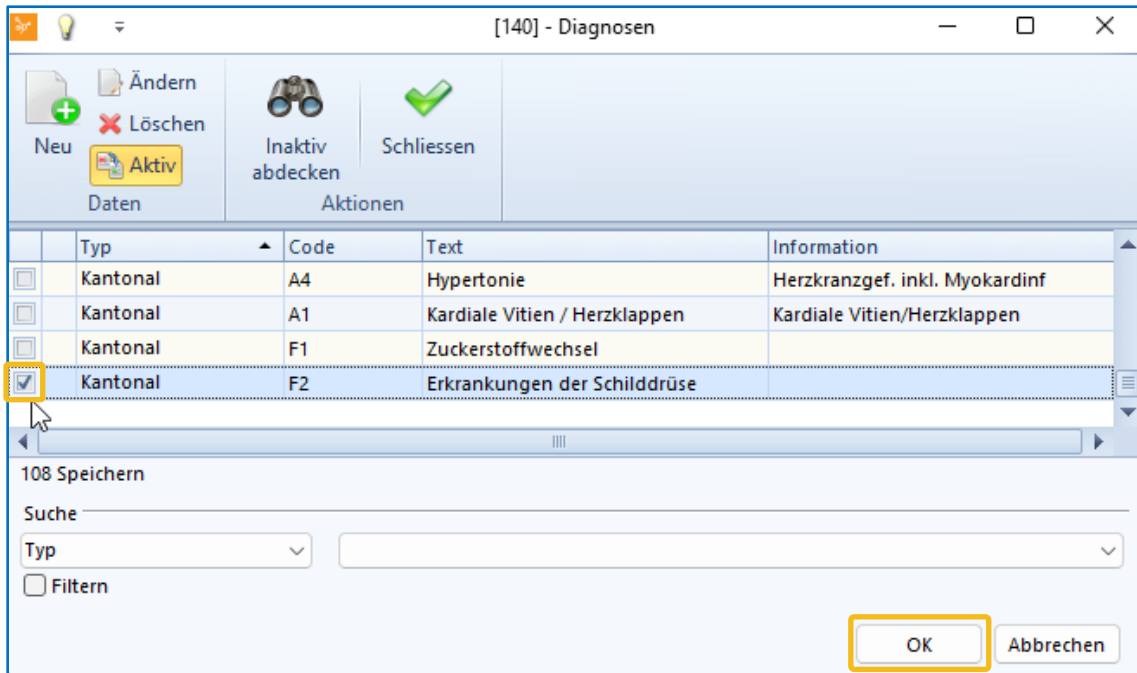 [140] - Diagnosen
Neu
Ändern
Löschen
Aktiv
Daten
Inaktiv
abdecken
Schliessen
Aktionen
Typ Code Text Information
Kantonal A4 Hypertonie Herzkranzgef. inkl. Myokardinf
Kantonal A1 Kardiale Vitien / Herzklappen Kardiale Vitien/Herzklappen
Kantonal F1 Zuckerstoffwechsel
Kantonal F2 Erkrankungen der Schilddrüse
108 Speichern
Suche
Typ
Filtern
OK Abbrechen